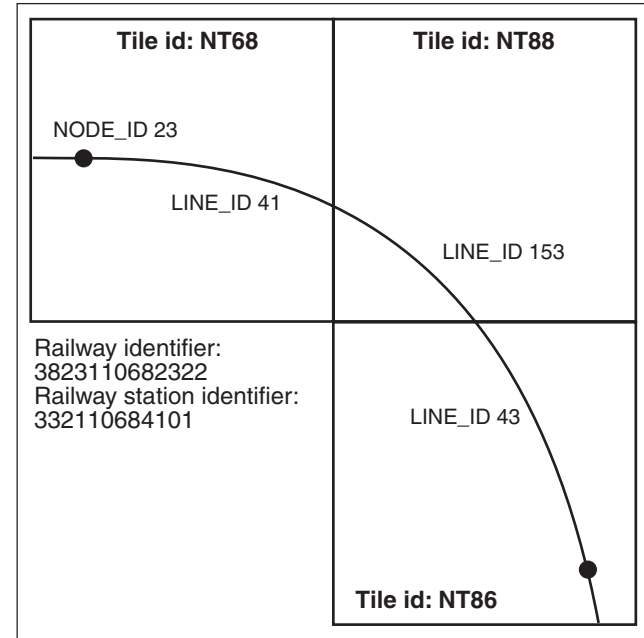 Tile id: NT68
Tile id: NT88
NODE_ID 23
LINE_ID 41
LINE_ID 153
Railway identifier:
3823110682322
Railway station identifier:
332110684101
LINE_ID 43
Tile id: NT86